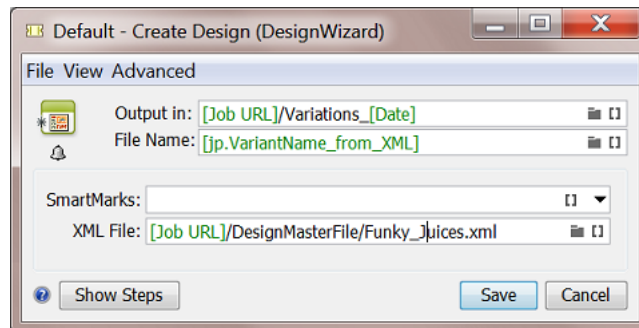 Default - Create Design (DesignWizard)
File View Advanced
Output in: [Job URL]/Variations_[Date]
File Name: [jp.VariantName_from_XML]
SmartMarks:
XML File: [Job URL]/DesignMasterFile/Funky_Juices.xml
Show Steps Save Cancel